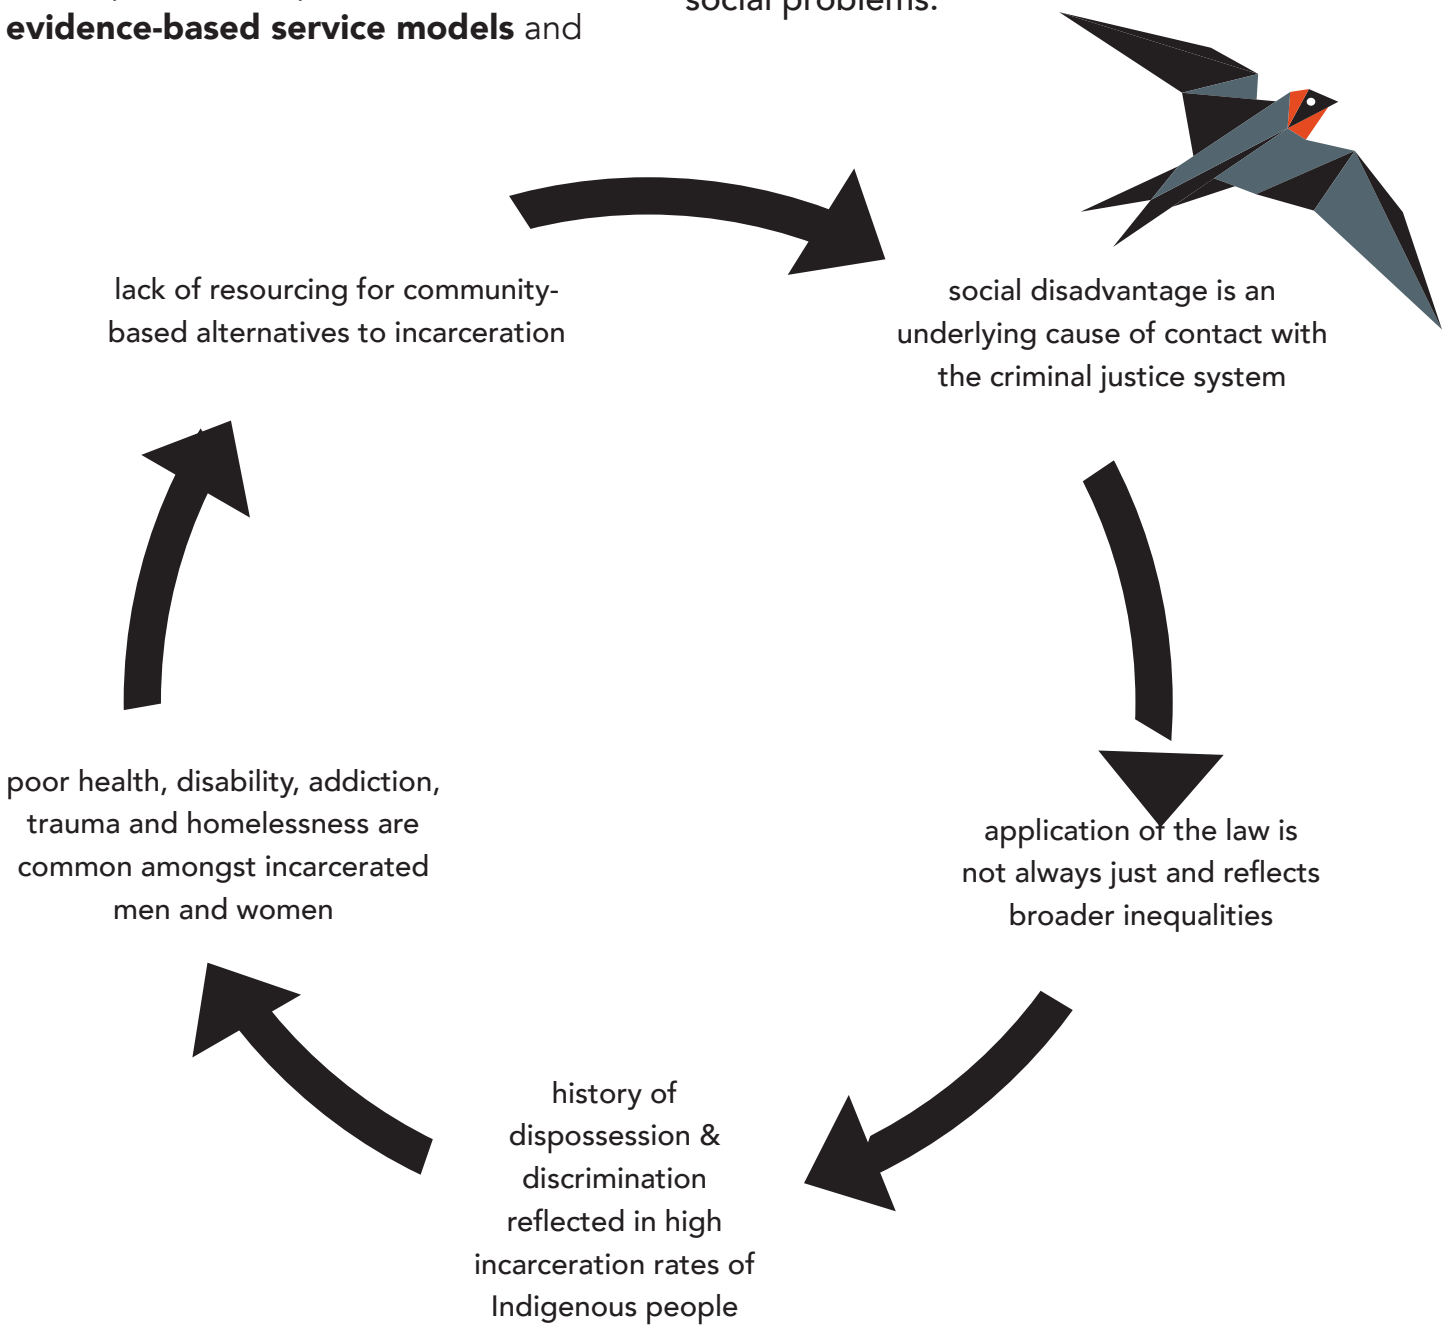 evidence-based service models and
social problems.
lack of resourcing for community-
based alternatives to incarceration
social disadvantage is an
underlying cause of contact with
the criminal justice system
application of the law is
not always just and reflects
broader inequalities
history of
dispossession &
discrimination
reflected in high
incarceration rates of
Indigenous people
poor health, disability, addiction,
trauma and homelessness are
common amongst incarcerated
men and women